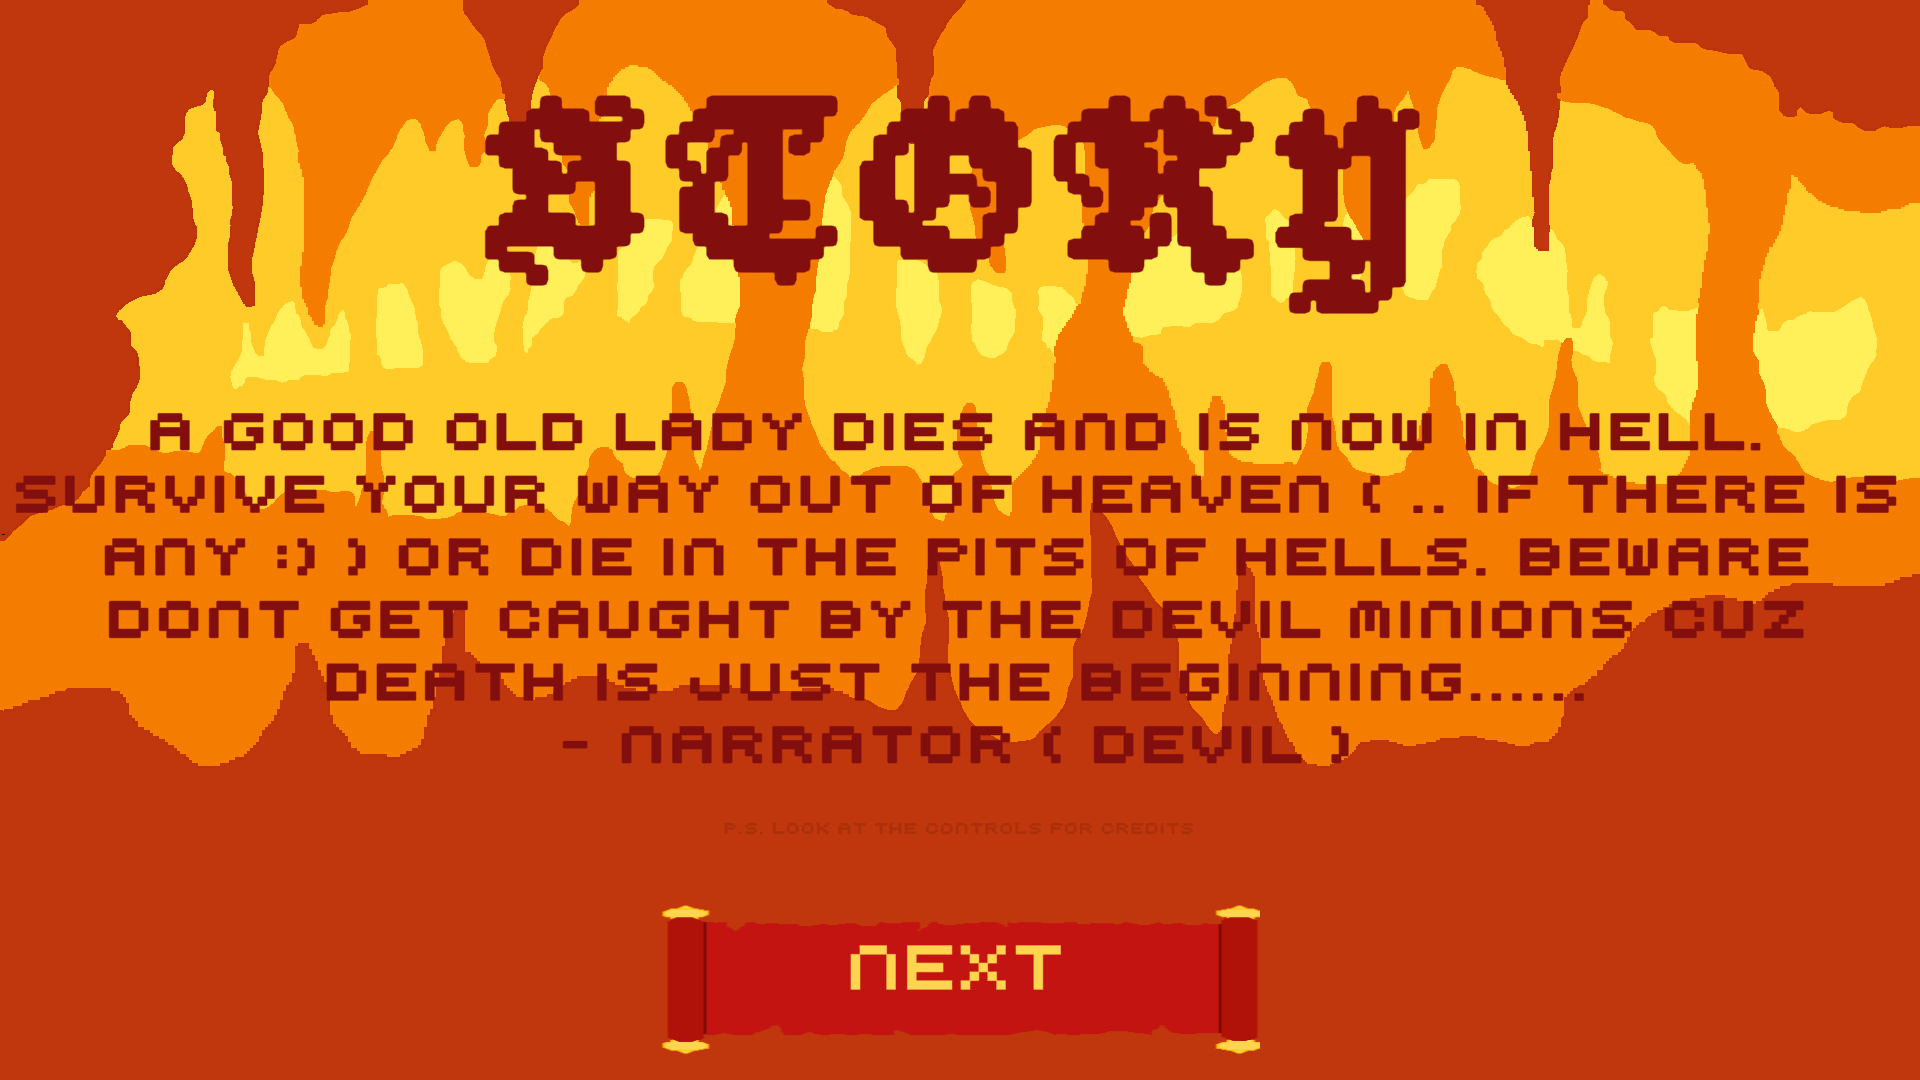 STORY
A GOOD OLD LADY DIES AND IS NOW IN HELL.
SURVIVE YOUR WAY OUT OF HEAVEN ( .. IF THERE IS
ANY :) ) OR DIE IN THE PITS OF HELLS. BEWARE
DONT GET CAUGHT BY THE DEVIL MINIONS CUZ
DEATH IS JUST THE BEGINNING......
- NARRATOR ( DEVIL )
P.S. LOOK AT THE CONTROLS FOR CREDITS
NEXT